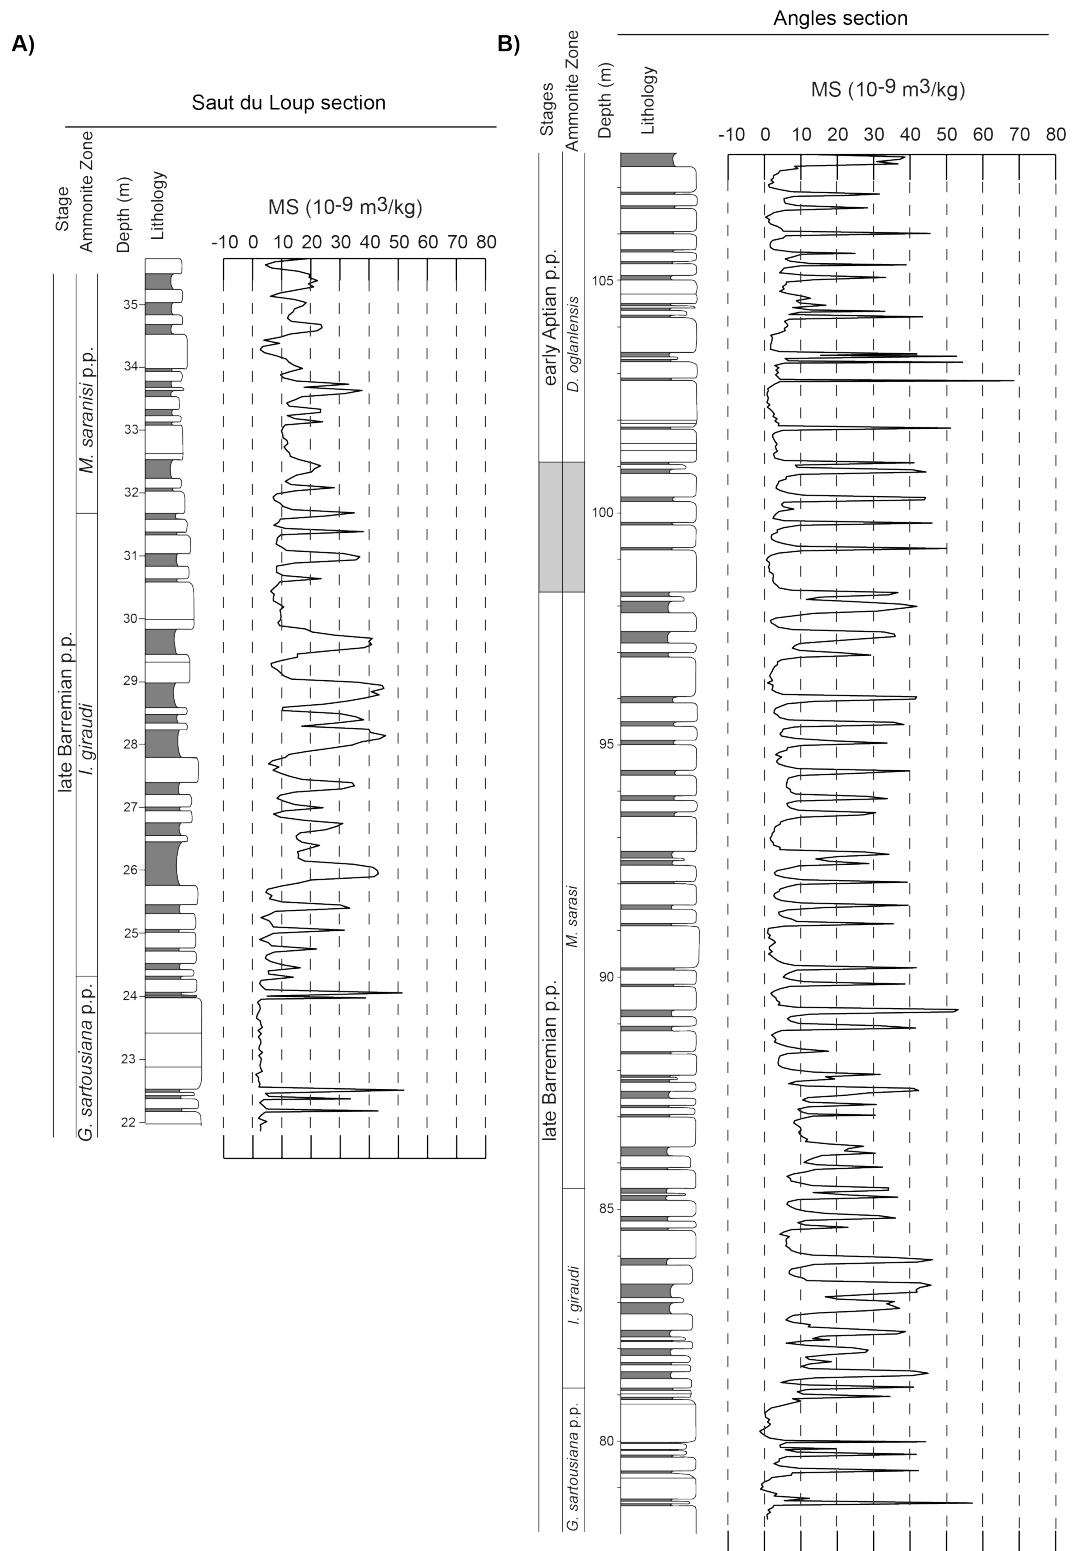 A)
Saut du Loup section
Stage
Ammonite Zone
Depth (m)
Lithology
MS (10-9 m3/kg)
-10 0 10 20 30 40 50 60 70 80
late Barremian p.p.
M. saranisi p.p.
I. giraudi
G. sartousiana p.p.
35
34
33
32
31
30
29
28
27
26
25
24
23
22
B)
Angles section
Stages
Ammonite Zone
Depth (m)
Lithology
MS (10-9 m3/kg)
-10 0 10 20 30 40 50 60 70 80
early Aptian p.p.
D. oglanlensis
late Barremian p.p.
M. sarasi
I. giraudi
G. sartousiana p.p.
105
100
95
90
85
80